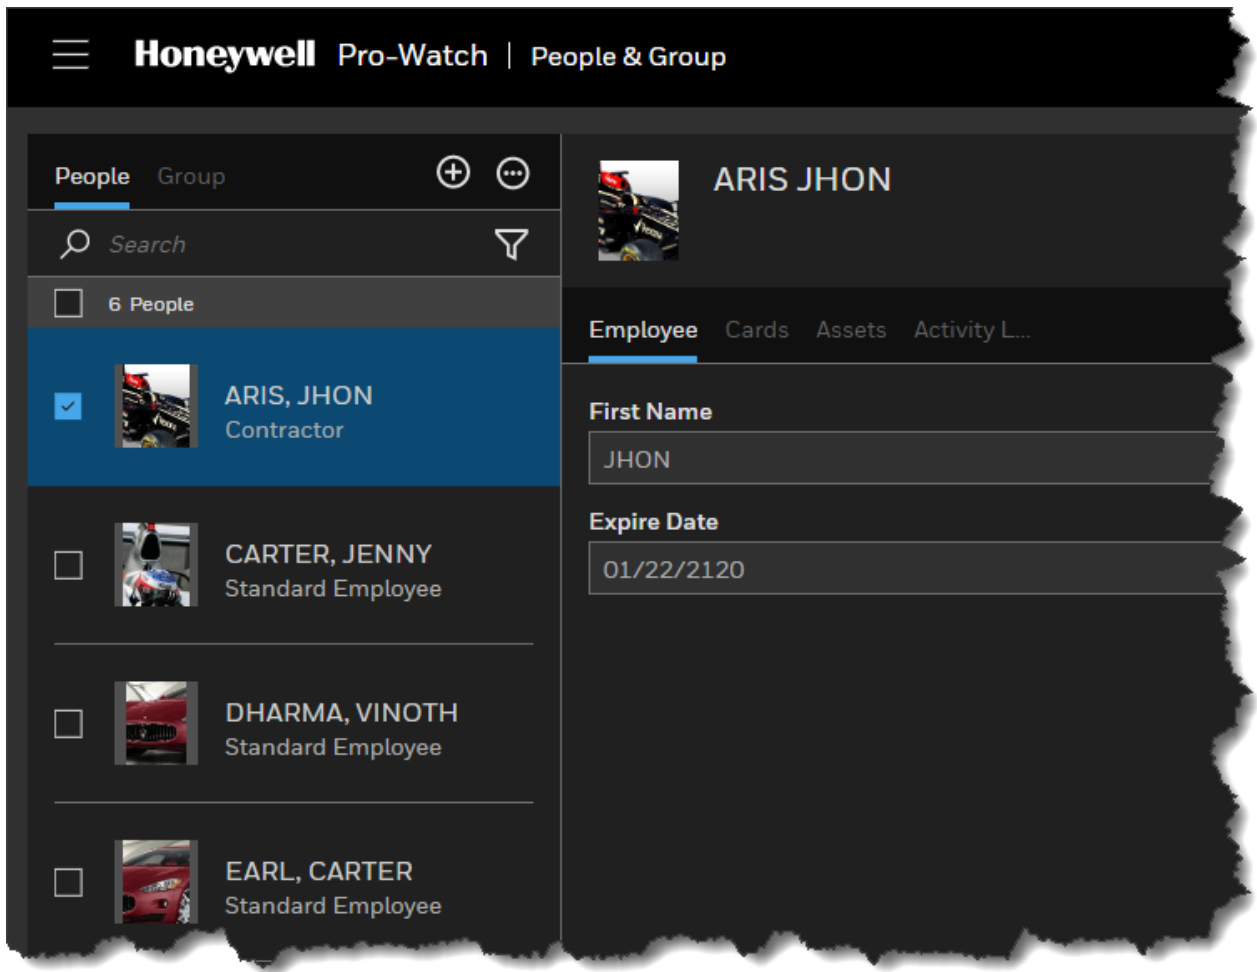 Honeywell Pro-Watch | People & Group
People Group
Search
6 People
ARIS, JHON
Contractor
CARTER, JENNY
Standard Employee
DHARMA, VINOTH
Standard Employee
EARL, CARTER
Standard Employee
ARIS JHON
Employee Cards Assets Activity L...
First Name
JHON
Expire Date
01/22/2120